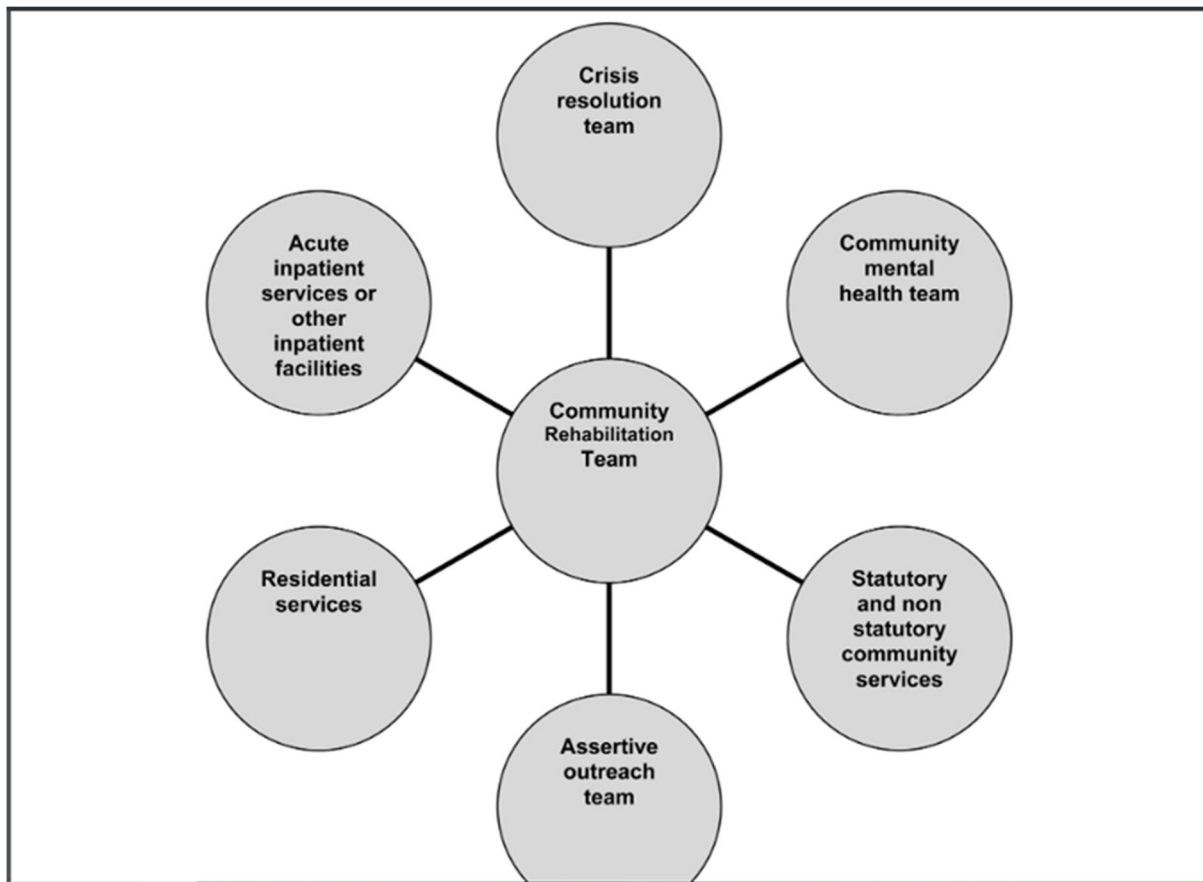 Crisis
resolution
team
Acute
inpatient
services or
other
inpatient
facilities
Community
mental
health team
Community
Rehabilitation
Team
Residential
services
Statutory
and non
statutory
community
services
Assertive
outreach
team